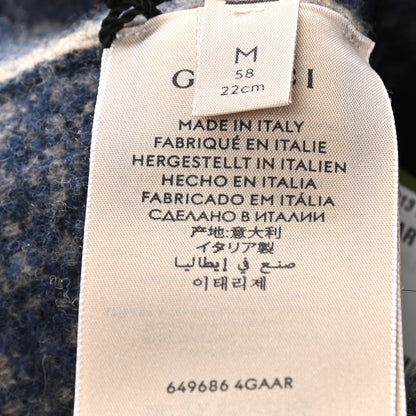 M
58
22cm
MADE IN ITALY
FABRIQUÉ EN ITALIE
HERGESTELLT IN ITALIEN
HECHO EN ITALIA
FABRICADO EM ITÁLIA
СДЕЛАНО В ИТАЛИИ
产地:意大利
イタリア製
صنع في إيطاليا
이태리제
649686 4GAAR